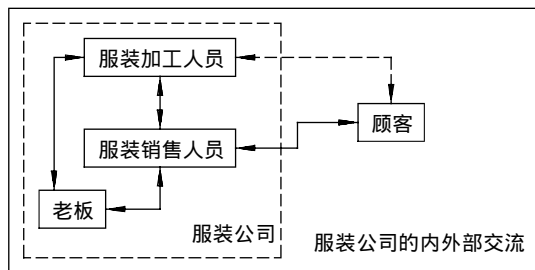 服装加工人员
服装销售人员
顾客
老板
服装公司
服装公司的内外部交流